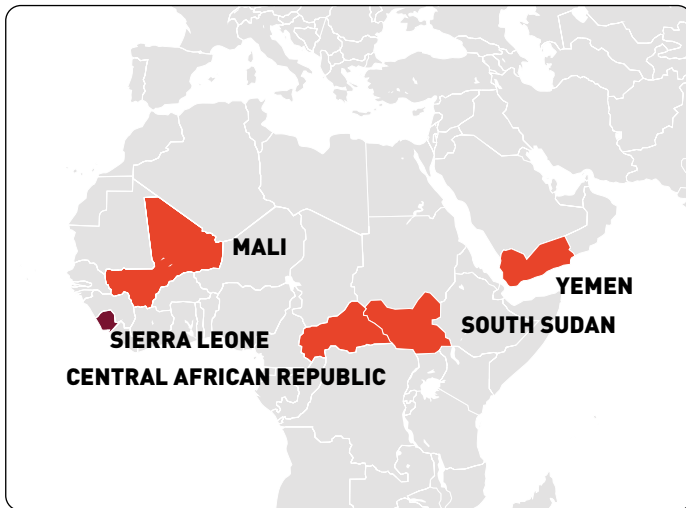 MALI
YEMEN
SOUTH SUDAN
SIERRA LEONE
CENTRAL AFRICAN REPUBLIC